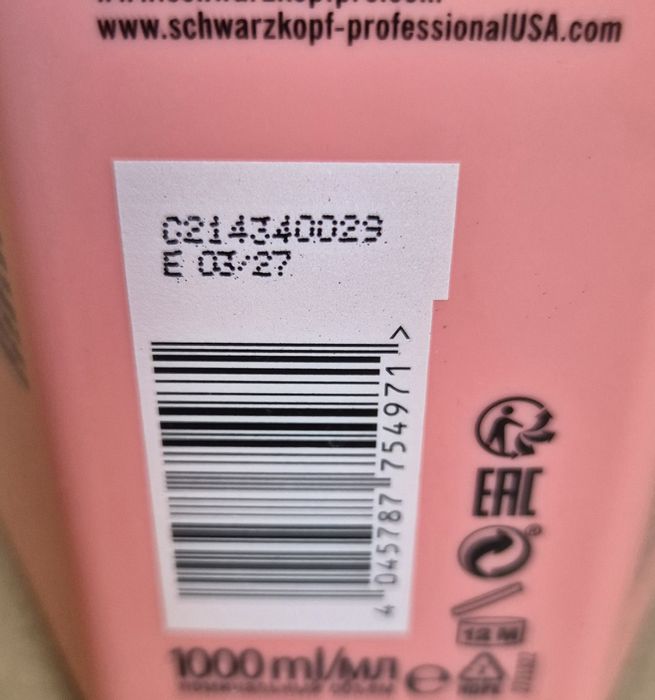 www.schwarzkopf-professionalUSA.com
C214340029
E 03/27
4 045787 754971 >
EAC
12 M
1000 ml/мл e